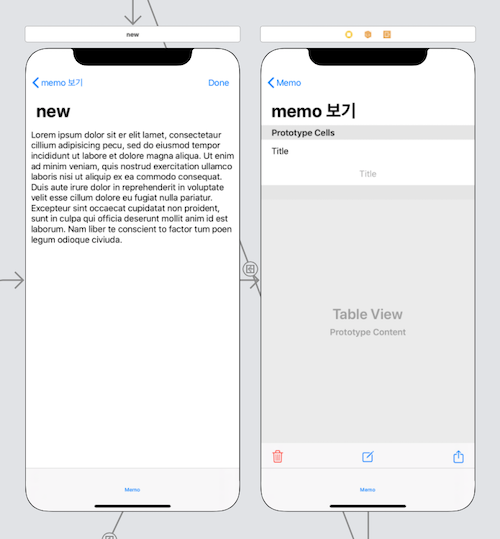 new
memo 보기
Done
new
Lorem ipsum dolor sit er elit lamet, consectetaur
cillium adipisicing pecu, sed do eiusmod tempor
incididunt ut labore et dolore magna aliqua. Ut enim
ad minim veniam, quis nostrud exercitation ullamco
laboris nisi ut aliquip ex ea commodo consequat.
Duis aute irure dolor in reprehenderit in voluptate
velit esse cillum dolore eu fugiat nulla pariatur.
Excepteur sint occaecat cupidatat non proident,
sunt in culpa qui officia deserunt mollit anim id est
laborum. Nam liber te conscient to factor tum poen
legum odioque civiuda.
Memo
Memo
memo 보기
Prototype Cells
Title
Title
Table View
Prototype Content
Memo